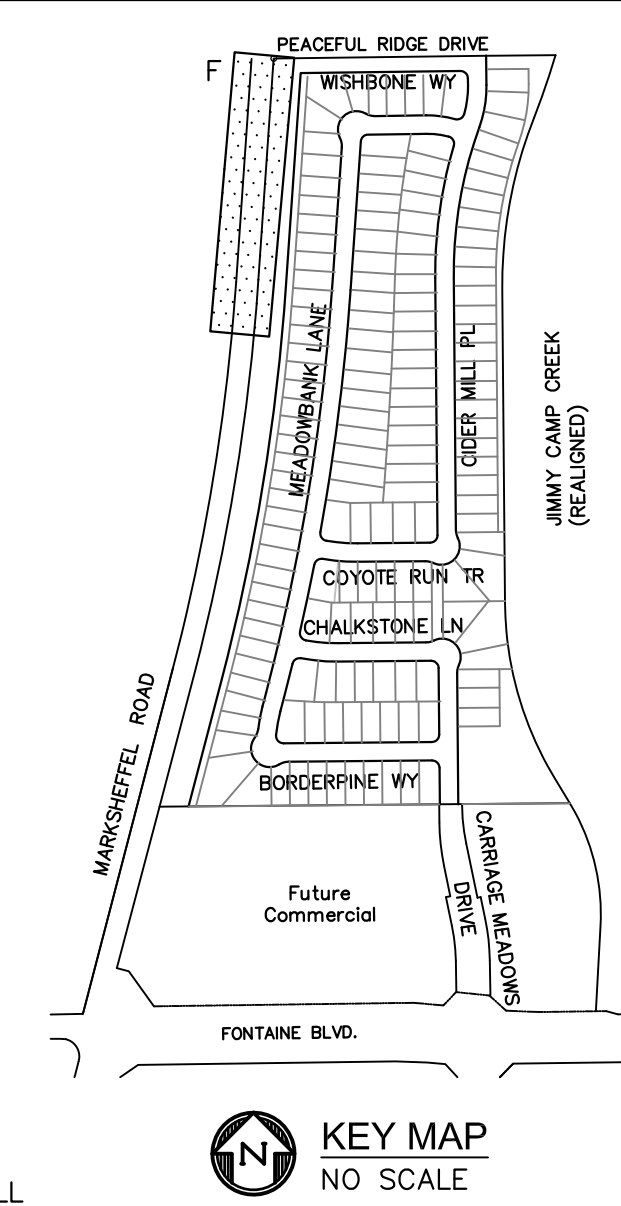 PEACEFUL RIDGE DRIVE
F
WISHBONE WY
MEADOWBANK LANE
CIDER MILL PL
JIMMY CAMP CREEK
(REALIGNED)
COYOTE RUN TR
CHALKSTONE LN
MARKSHEFFEL ROAD
BORDERPINE WY
CARRIAGE MEADOWS
DRIVE
Future
Commercial
FONTAINE BLVD.
N
KEY MAP
NO SCALE
LL